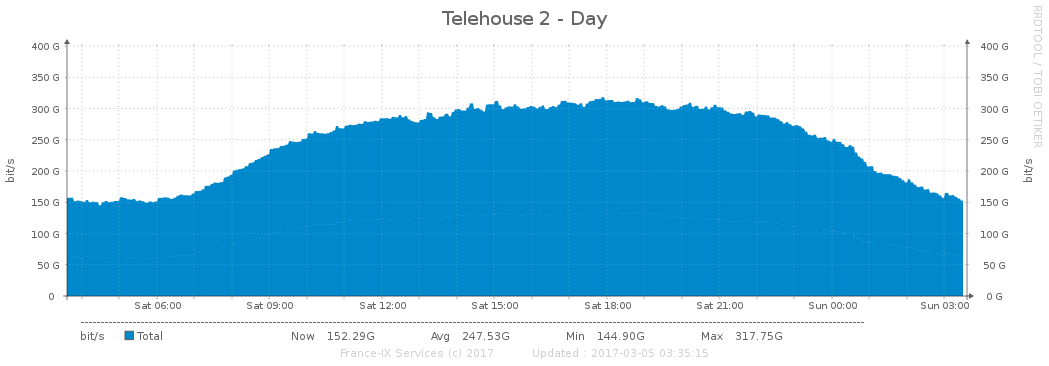 Telehouse 2 - Day
RRDTOOL / TOBI OETIKER
400 G 400 G
350 G 350 G
300 G 300 G
250 G 250 G
200 G 200 G
150 G 150 G
100 G 100 G
50 G 50 G
0 0 G
bit/s bit/s
Sat 06:00 Sat 09:00 Sat 12:00 Sat 15:00 Sat 18:00 Sat 21:00 Sun 00:00 Sun 03:00
bit/s Total Now 152.29G Avg 247.53G Min 144.90G Max 317.75G
France-IX Services (c) 2017 Updated : 2017-03-05 03:35:15